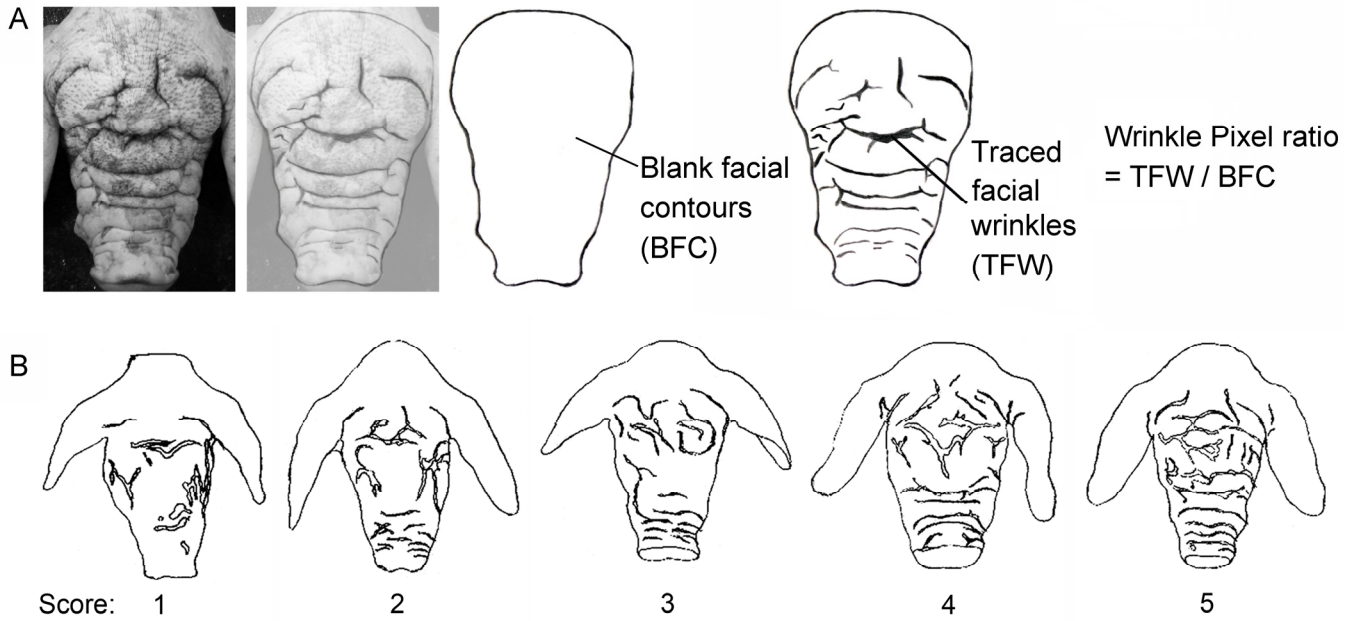 A
Blank facial
contours
(BFC)
Traced
facial
wrinkles
(TFW)
Wrinkle Pixel ratio
= TFW / BFC
B
Score: 1 2 3 4 5